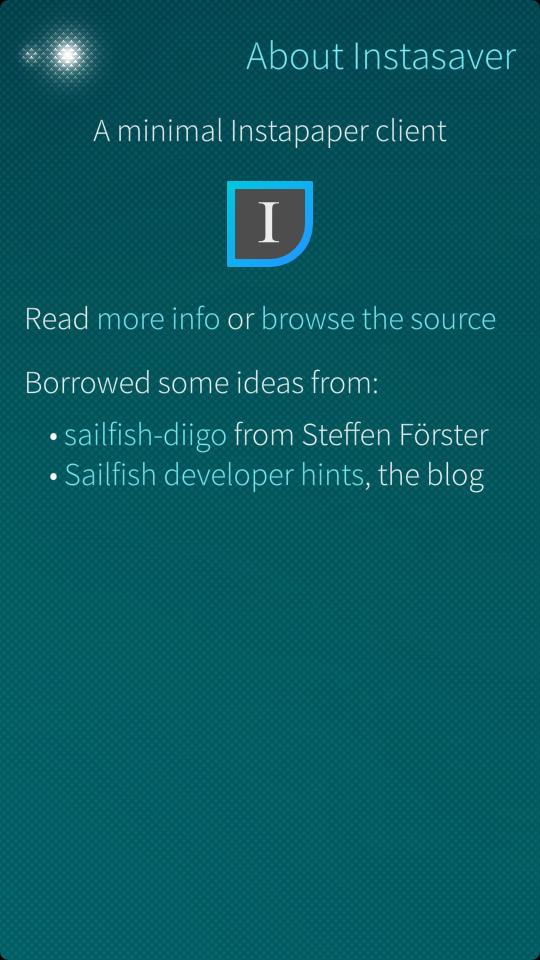 About Instasaver
A minimal Instapaper client
I
Read more info or browse the source
Borrowed some ideas from:
• sailfish-diigo from Steffen Förster
• Sailfish developer hints, the blog